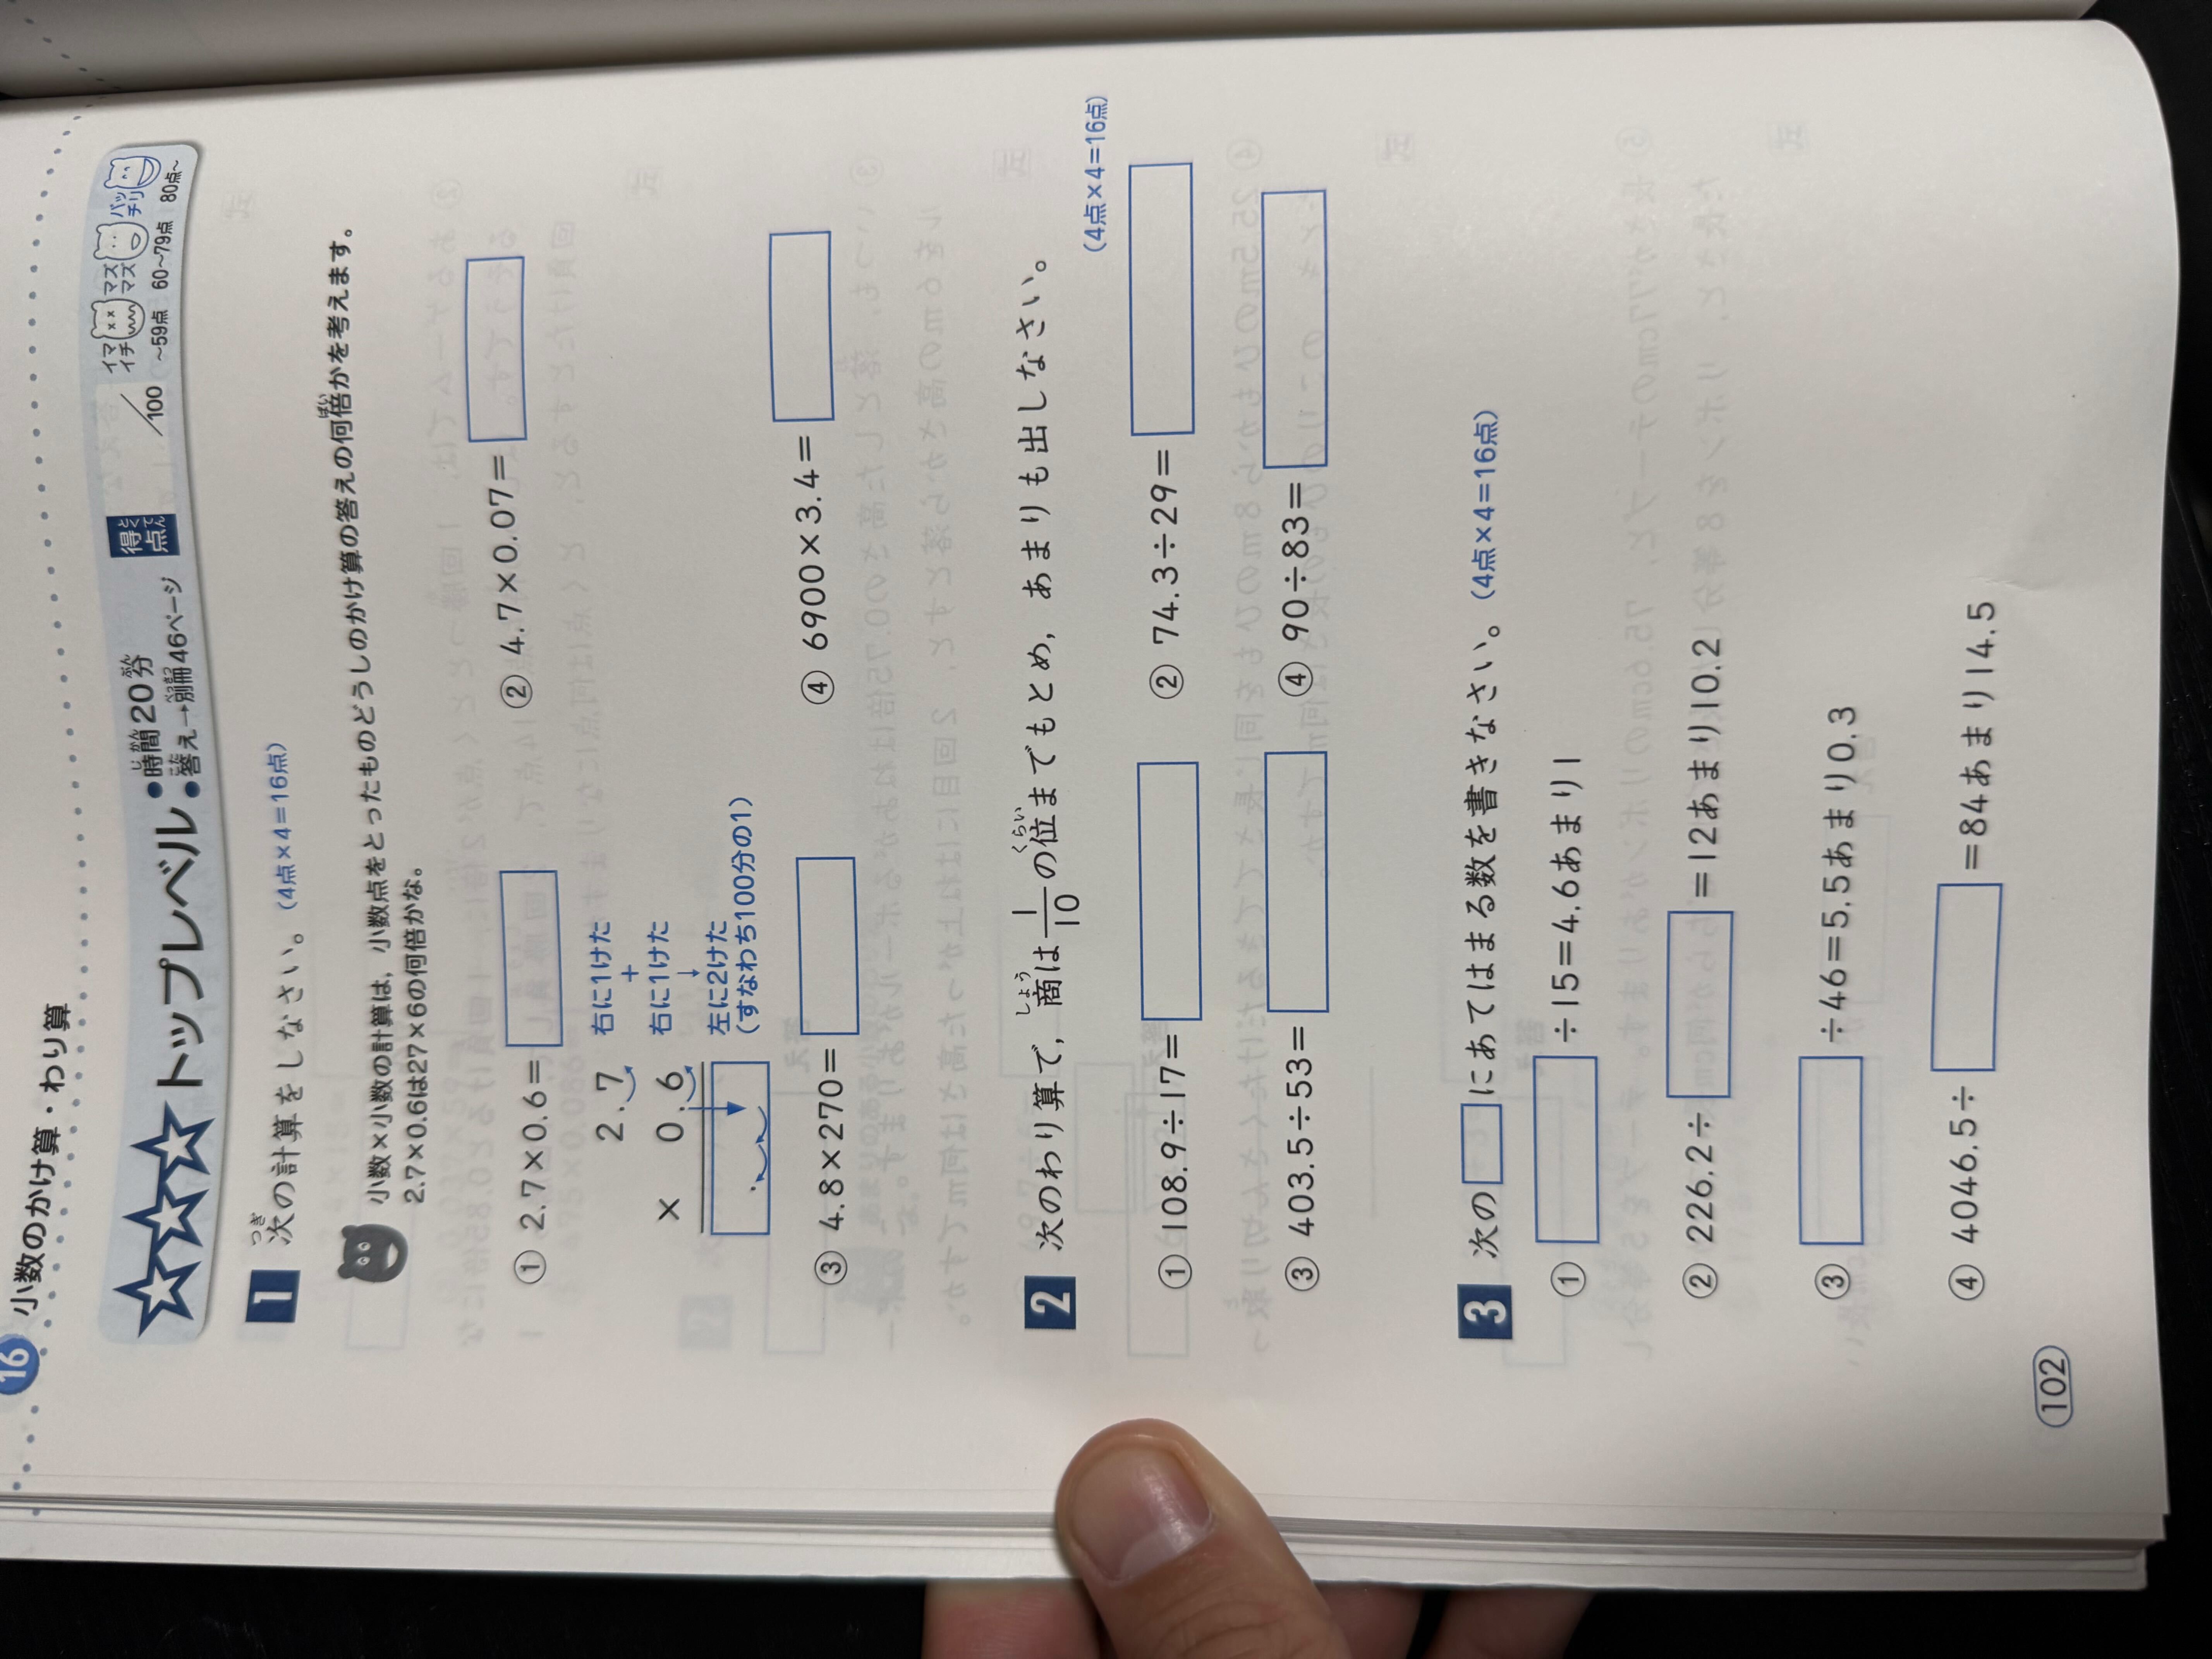 16 小数のかけ算・わり算
トップレベル
●時間20分
●答え→別冊46ページ
得点
/100
イマイチ マズマズ バッチリ
～59点 60～79点 80点～
1 次の計算をしなさい。(4点×4=16点)
小数×小数の計算は，小数点をとったものどうしのかけ算の答えの何倍かを考えます。
2.7×0.6は27×6の何倍かな。
① 2.7×0.6=
② 4.7×0.07=
2.7 右に1けた
+
× 0.6 右に1けた
↓
左に2けた
(すなわち100分の1)
③ 4.8×270=
④ 6900×3.4=
2 次のわり算で，商は1/10の位までもとめ，あまりも出しなさい。
(4点×4=16点)
① 108.9÷17=
② 74.3÷29=
③ 403.5÷53=
④ 90÷83=
3 次の□にあてはまる数を書きなさい。(4点×4=16点)
① □÷15=4.6あまり1
② 226.2÷□=12あまり10.2
③ □÷46=5.5あまり0.3
④ 4046.5÷□=84あまり14.5
102